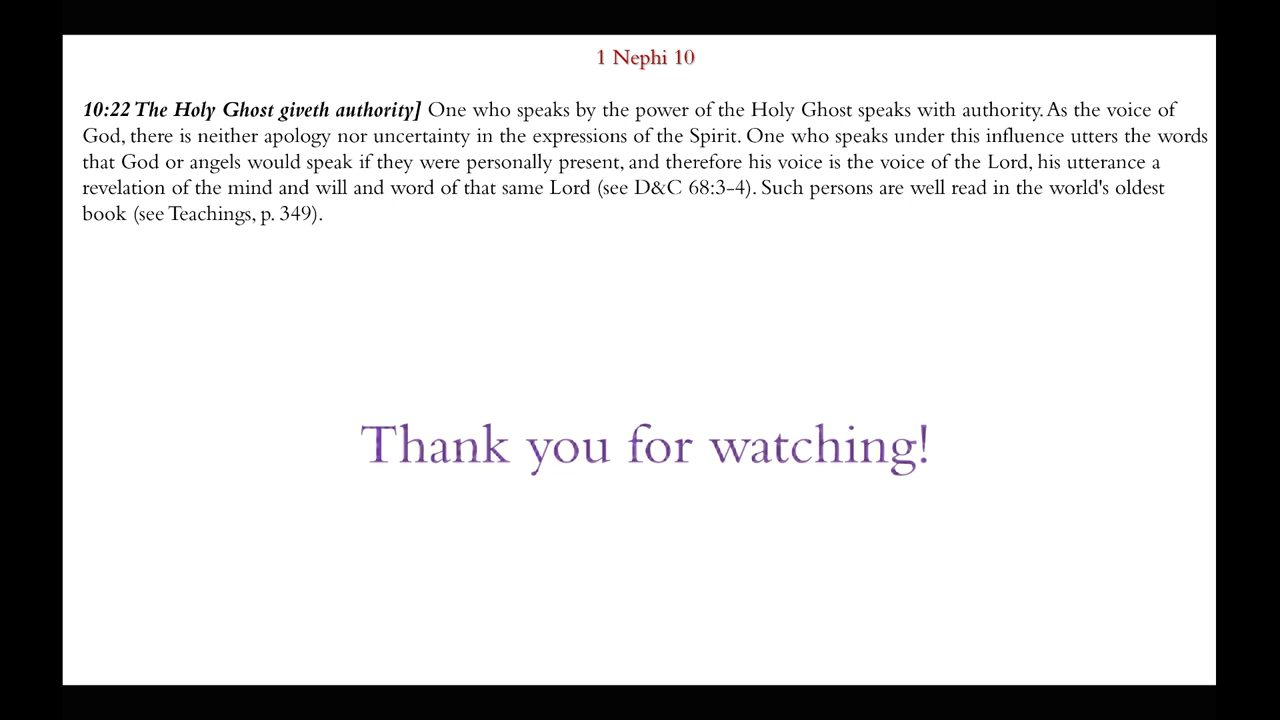 1 Nephi 10
10:22 The Holy Ghost giveth authority] One who speaks by the power of the Holy Ghost speaks with authority. As the voice of
God, there is neither apology nor uncertainty in the expressions of the Spirit. One who speaks under this influence utters the words
that God or angels would speak if they were personally present, and therefore his voice is the voice of the Lord, his utterance a
revelation of the mind and will and word of that same Lord (see D&C 68:3-4). Such persons are well read in the world's oldest
book (see Teachings, p. 349).
Thank you for watching!